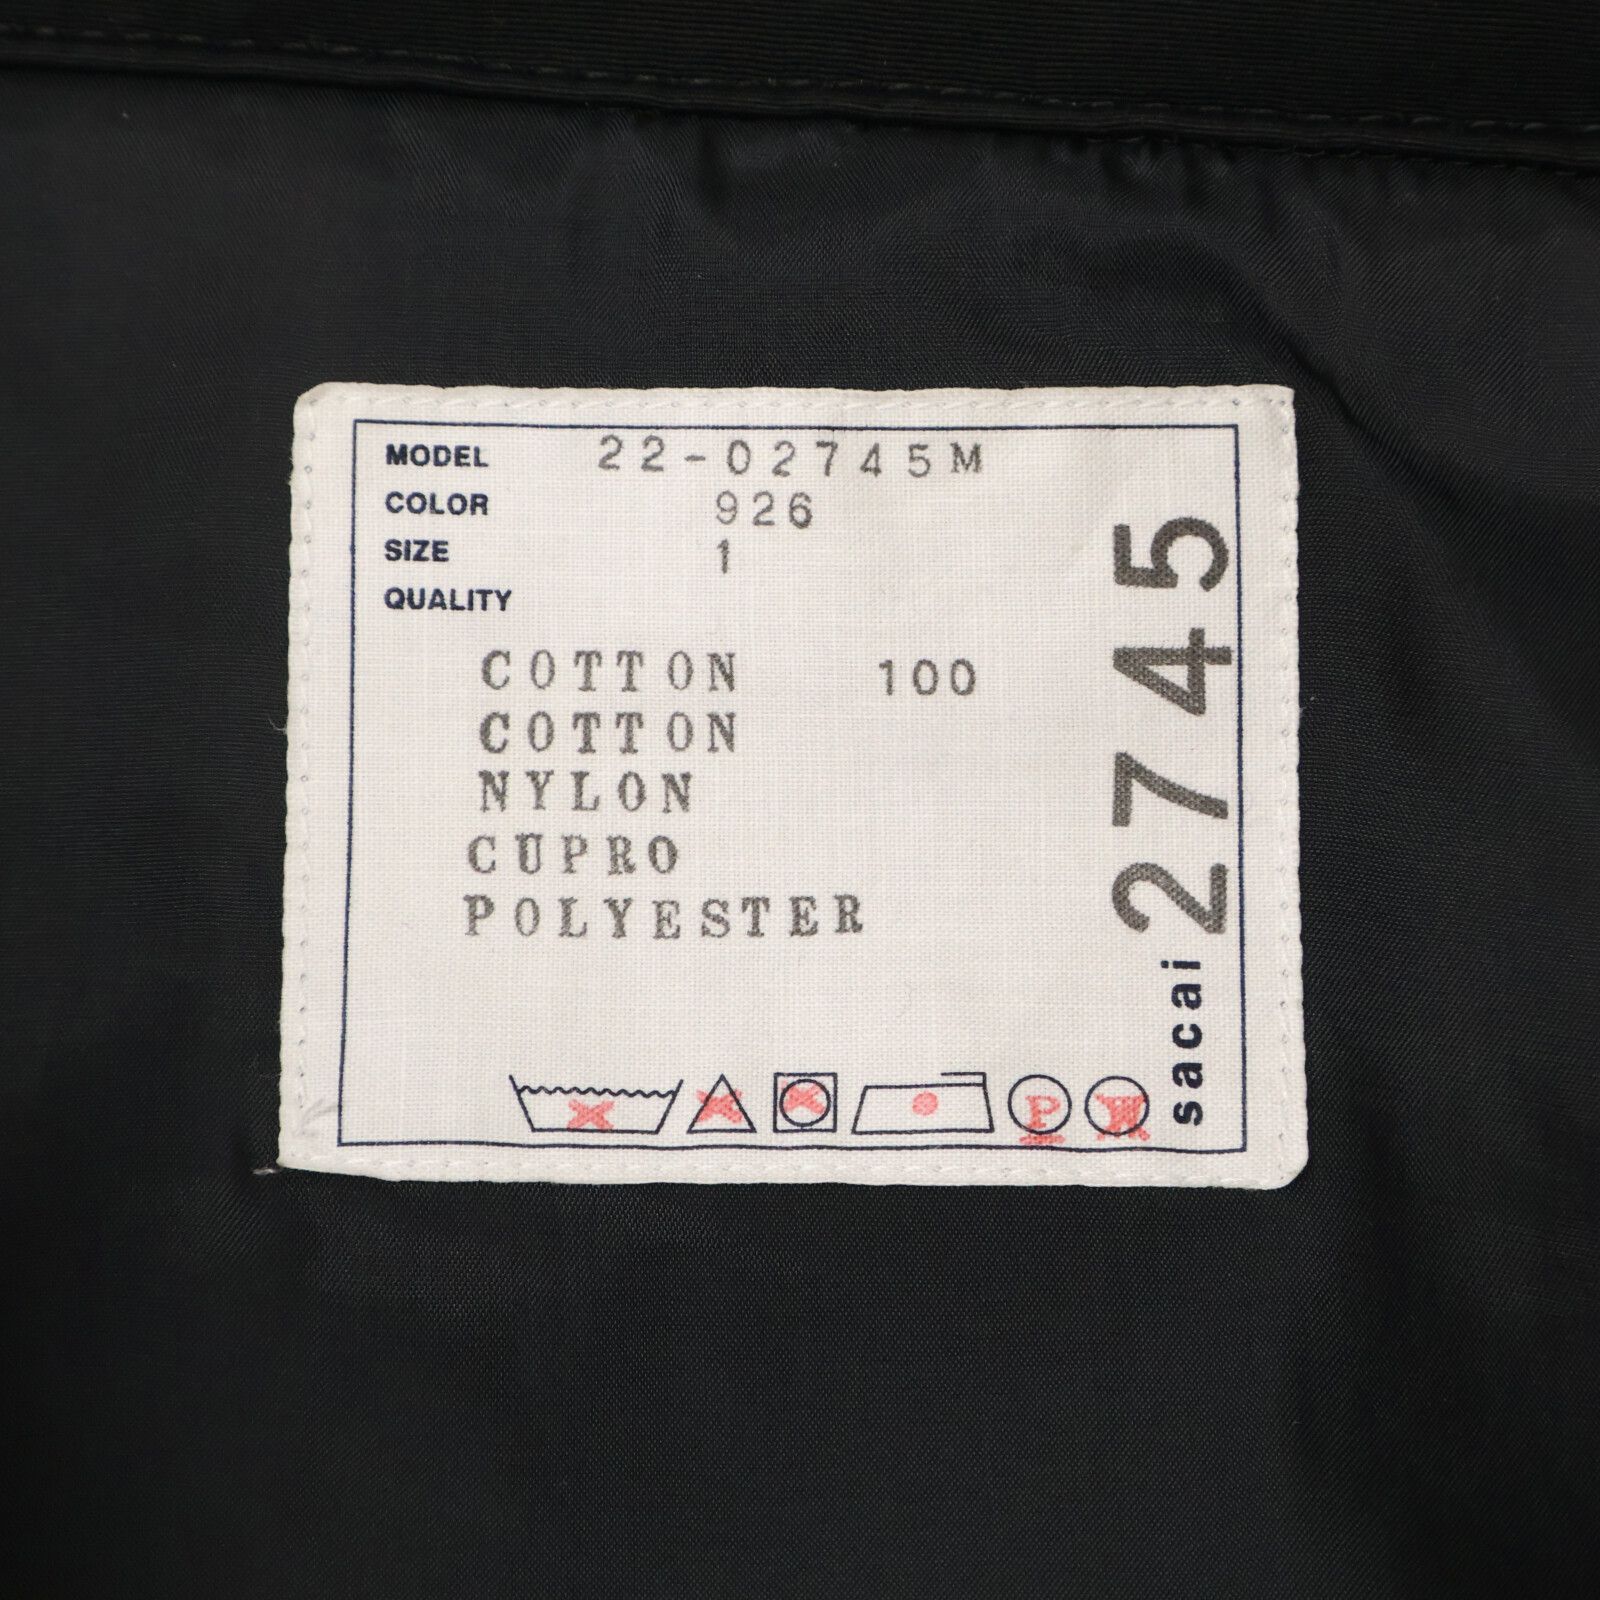 MODEL 22-02745M
COLOR 926
SIZE 1
QUALITY
COTTON 100
COTTON
NYLON
CUPRO
POLYESTER
P W
sacai 2745